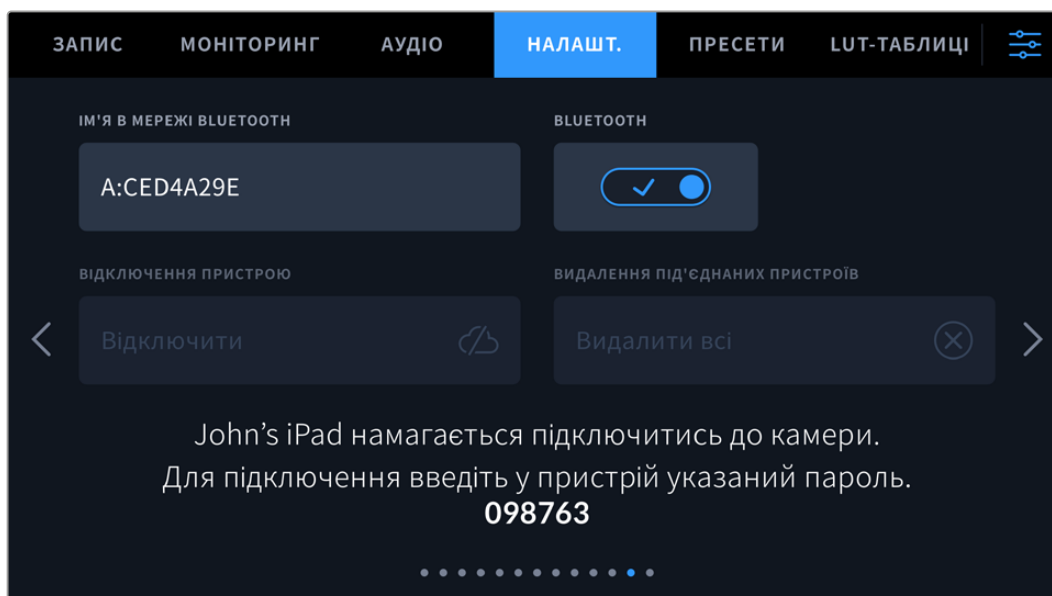 ЗАПИС МОНІТОРИНГ АУДІО НАЛАШТ. ПРЕСЕТИ LUT-ТАБЛИЦІ
ІМ'Я В МЕРЕЖІ BLUETOOTH BLUETOOTH
A:CED4A29E
ВІДКЛЮЧЕННЯ ПРИСТРОЮ ВИДАЛЕННЯ ПІД'ЄДНАНИХ ПРИСТРОЇВ
Відключити Видалити всі
John’s iPad намагається підключитись до камери.
Для підключення введіть у пристрій указаний пароль.
098763